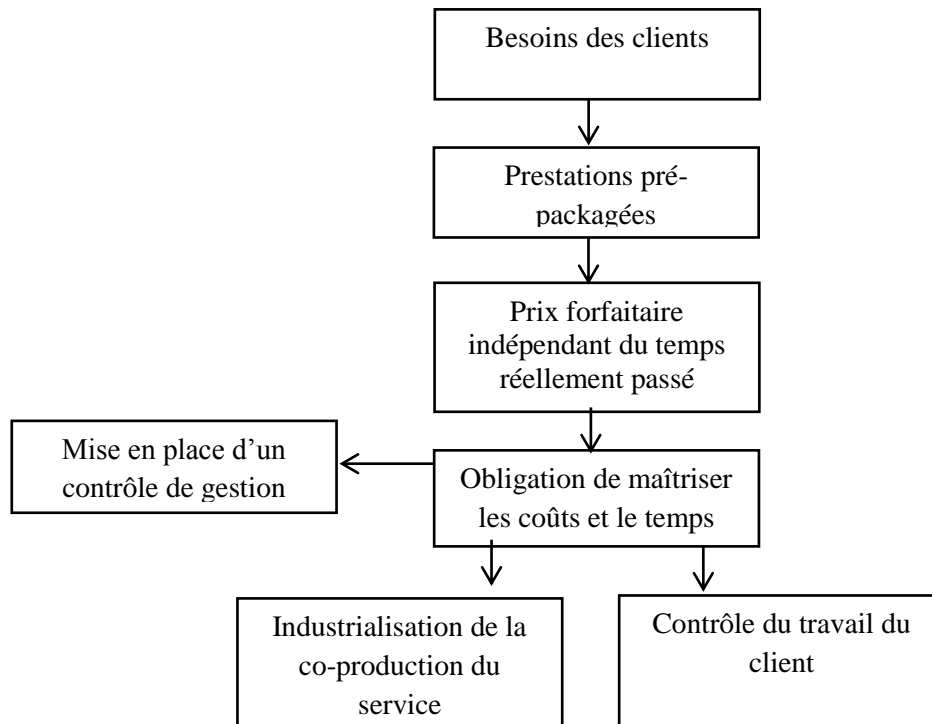 Besoins des clients
Prestations pré-
packagées
Prix forfaitaire
indépendant du temps
réellement passé
Mise en place d’un
contrôle de gestion
Obligation de maîtriser
les coûts et le temps
Industrialisation de la
co-production du
service
Contrôle du travail du
client